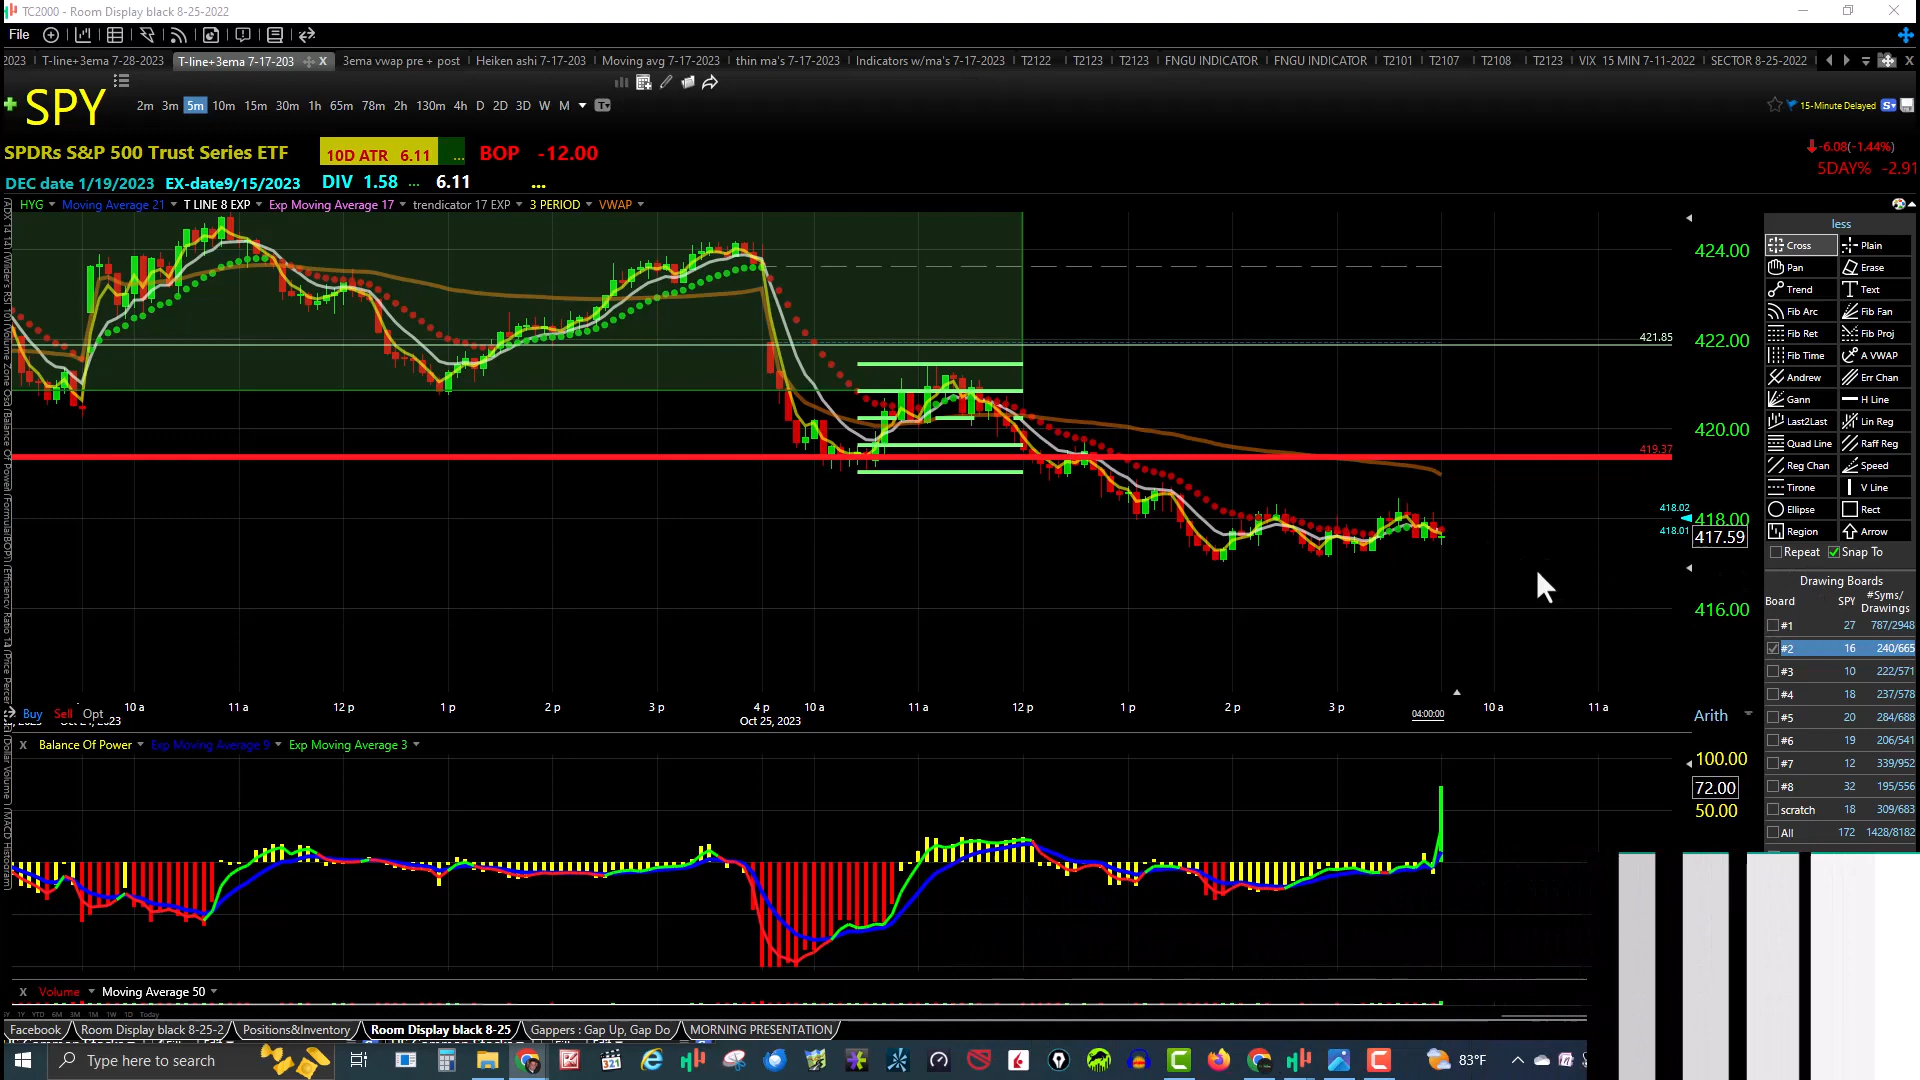 TC2000 - Room Display black 8-25-2022
File
2023 T-line+3ema 7-28-2023 T-line+3ema 7-17-203 X 3ema vwap pre + post Heiken ashi 7-17-203 Moving avg 7-17-2023 thin ma's 7-17-2023 Indicators w/ma's 7-17-2023 T2122 T2123 T2123 FNGU INDICATOR FNGU INDICATOR T2101 T2107 T2108 T2123 VIX 15 MIN 7-11-2022 SECTOR 8-25-2022 X
SPY 2m 3m 5m 10m 15m 30m 1h 65m 78m 2h 130m 4h D 2D 3D W M
15-Minute Delayed
SPDRs S&P 500 Trust Series ETF 10D ATR 6.11 ... BOP -12.00
-6.08(-1.44%)
5DAY% -2.91
DEC date 1/19/2023 EX-date9/15/2023 DIV 1.58 ... 6.11 ...
HYG Moving Average 21 T LINE 8 EXP Exp Moving Average 17 trendicator 17 EXP 3 PERIOD VWAP
424.00
422.00
421.85
420.00
419.37
418.02
418.00
418.01
417.59
416.00
10 a 11 a 12 p 1 p 2 p 3 p 4 p 10 a 11 a 12 p 1 p 2 p 3 p 10 a 11 a
Oct 25, 2023
04:00:00
Buy Sell Opt
Arith
X Balance Of Power Exp Moving Average 9 Exp Moving Average 3
100.00
72.00
50.00
X Volume Moving Average 50
less
Cross Plain
Pan Erase
Trend Text
Fib Arc Fib Fan
Fib Ret Fib Proj
Fib Time A VWAP
Andrew Err Chan
Gann H Line
Last2Last Lin Reg
Quad Line Raff Reg
Reg Chan Speed
Tirone V Line
Ellipse Rect
Region Arrow
Repeat Snap To
Drawing Boards
Board SPY #Syms/
Drawings
#1 27 787/2948
#2 16 240/665
#3 10 222/571
#4 18 237/578
#5 20 284/688
#6 19 206/541
#7 12 339/952
#8 32 195/556
scratch 18 309/683
All 172 1428/8182
Facebook Room Display black 8-25-2 Positions&Inventory Room Display black 8-25 Gappers : Gap Up, Gap Do MORNING PRESENTATION
Type here to search
83°F